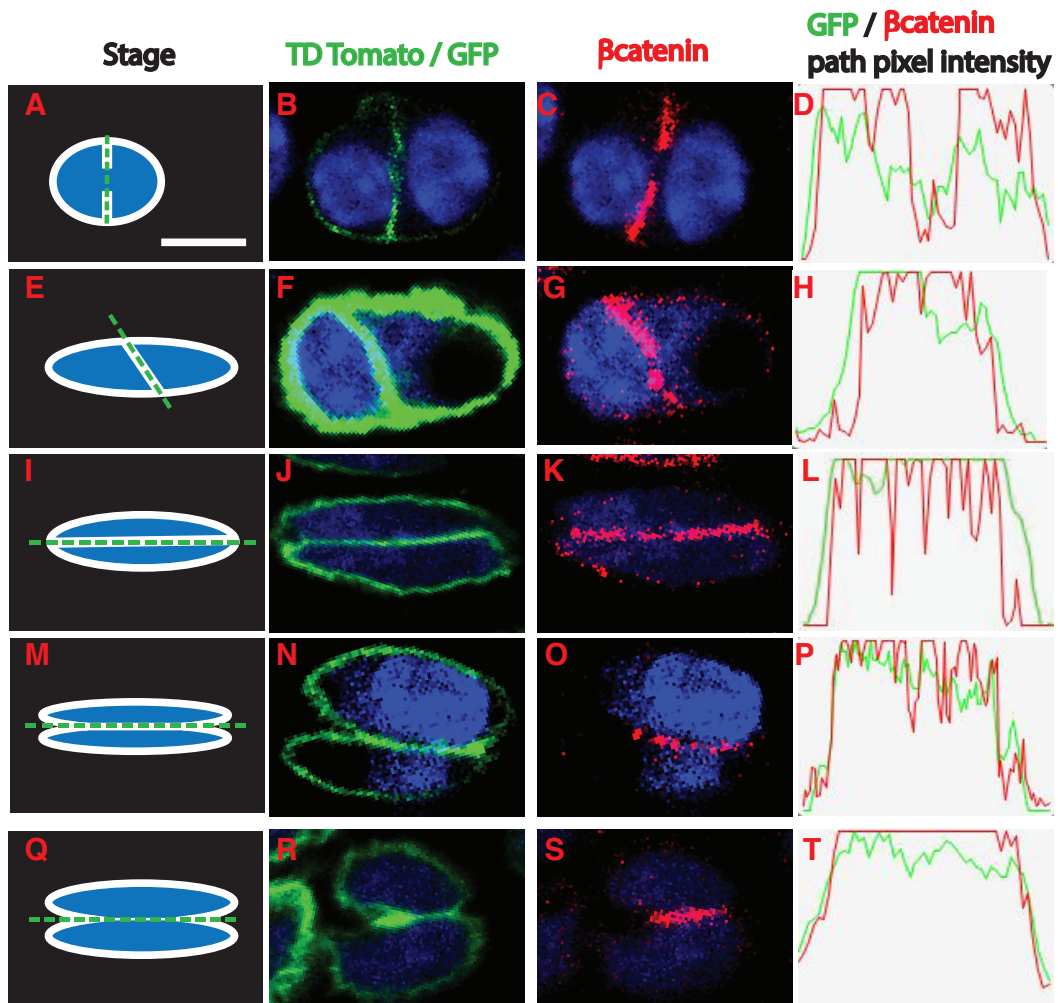 Stage
TD Tomato / GFP
βcatenin
GFP / βcatenin
path pixel intensity
A
B
C
D
E
F
G
H
I
J
K
L
M
N
O
P
Q
R
S
T